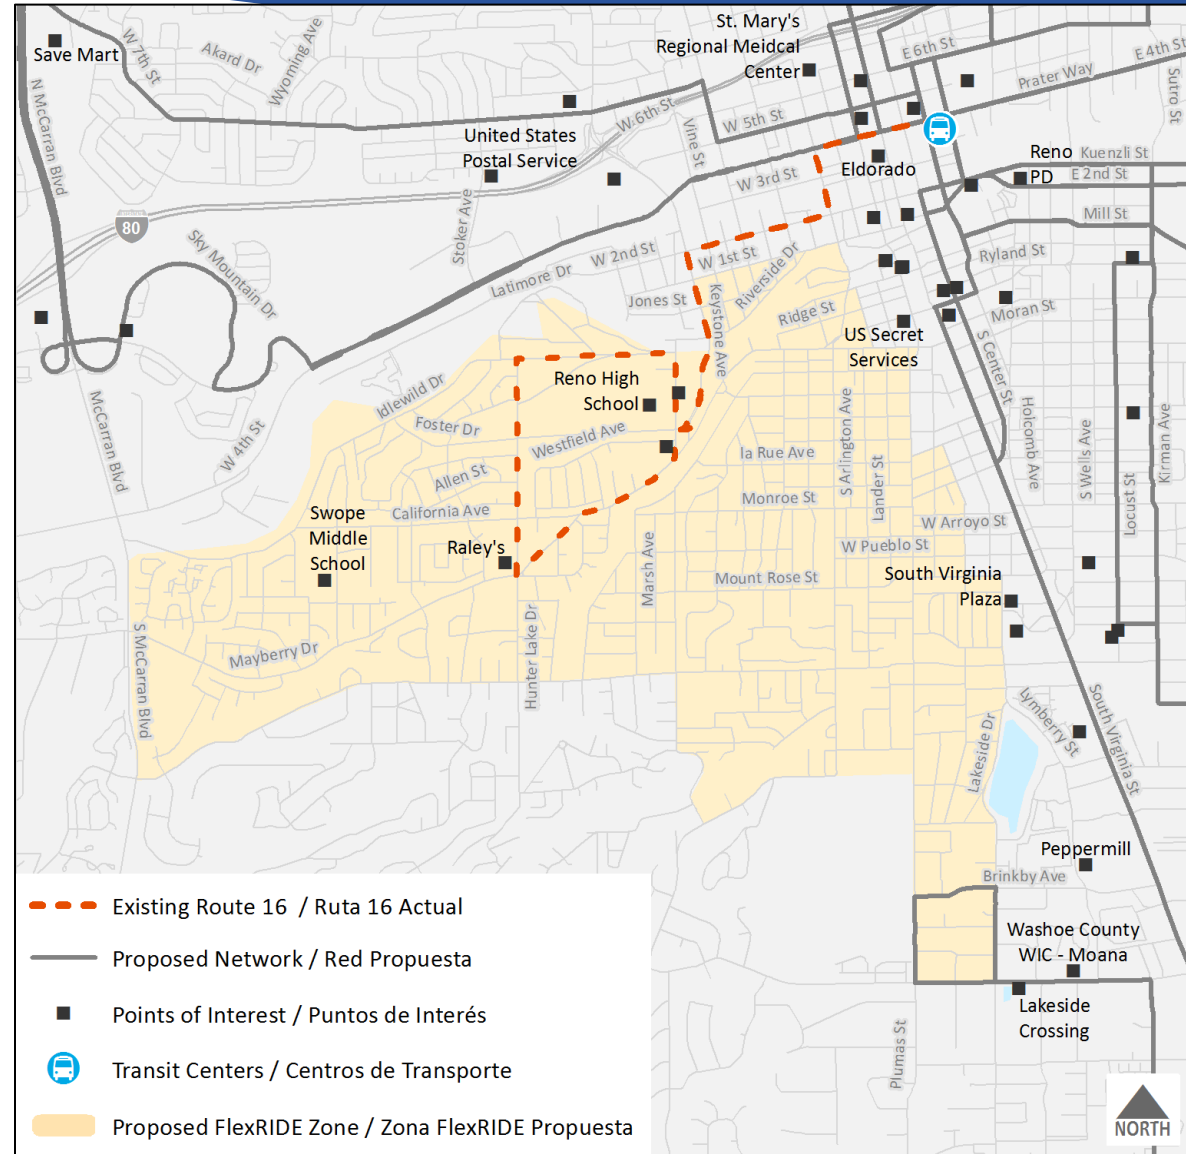 St. Mary's
Regional Meidcal
Center
Save Mart
W 7th St
Akard Dr
Wyoming Ave
N McCarran Blvd
E 6th St
E 4th St
Prater Way
Sutro St
W 6th St
W 5th St
Vine St
United States
Postal Service
Eldorado
Reno
PD
Kuenzli St
E 2nd St
Mill St
W 3rd St
Stoker Ave
80
Sky Mountain Dr
W 2nd St
Latimore Dr
W 1st St
Riverside Dr
Ryland St
Jones St
Keystone Ave
Ridge St
Moran St
US Secret
Services
S Center St
Reno High
School
Idlewild Dr
Foster Dr
Westfield Ave
McCarran Blvd
W 4th St
Allen St
California Ave
la Rue Ave
Monroe St
S Arlington Ave
Lander St
Holcomb Ave
S Wells Ave
Locust St
Kirman Ave
W Arroyo St
W Pueblo St
Swope
Middle
School
Raley's
Marsh Ave
Mount Rose St
South Virginia
Plaza
S McCarran Blvd
Mayberry Dr
Hunter Lake Dr
Lakeside Dr
Lymberry St
South Virginia St
Peppermill
Brinkby Ave
Washoe County
WIC - Moana
Lakeside
Crossing
Plumas St
Existing Route 16 / Ruta 16 Actual
Proposed Network / Red Propuesta
Points of Interest / Puntos de Interés
Transit Centers / Centros de Transporte
Proposed FlexRIDE Zone / Zona FlexRIDE Propuesta
NORTH